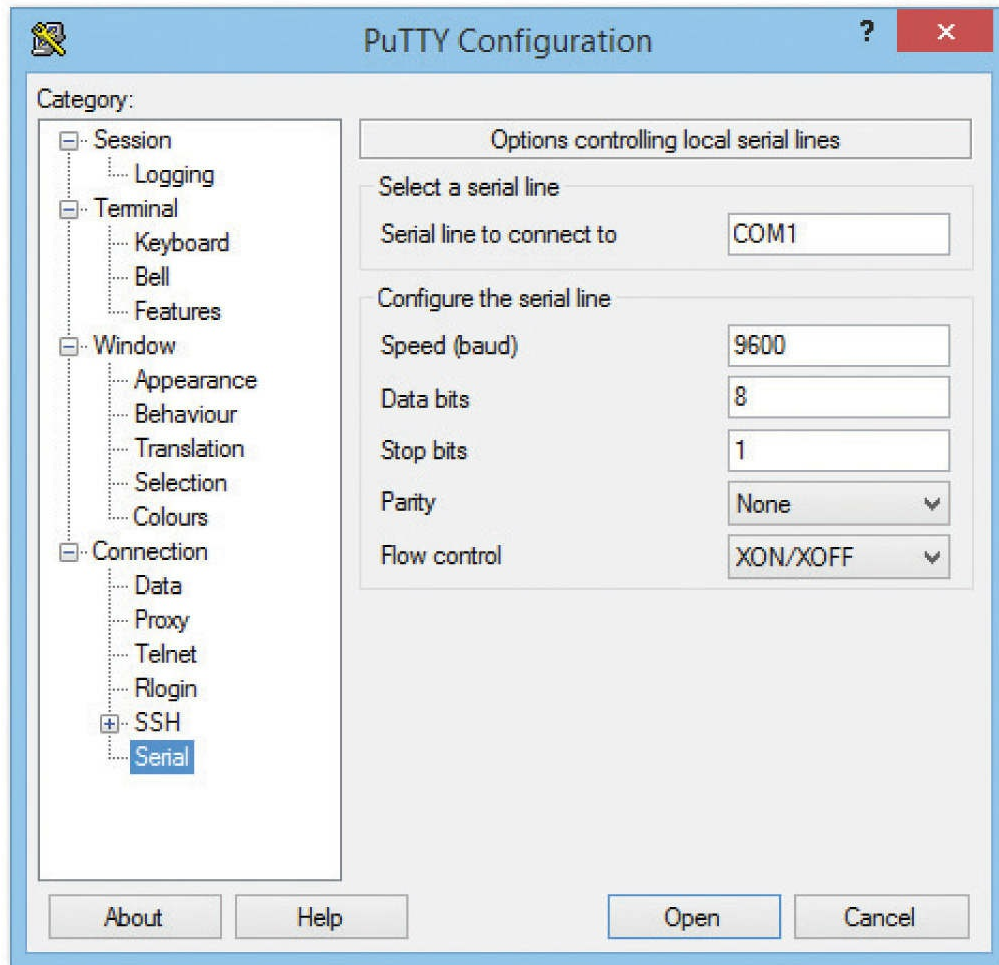 PuTTY Configuration
?
Category:
Session
Logging
Terminal
Keyboard
Bell
Features
Window
Appearance
Behaviour
Translation
Selection
Colours
Connection
Data
Proxy
Telnet
Rlogin
SSH
Serial
Options controlling local serial lines
Select a serial line
Serial line to connect to COM1
Configure the serial line
Speed (baud) 9600
Data bits 8
Stop bits 1
Parity None
Flow control XON/XOFF
About Help Open Cancel